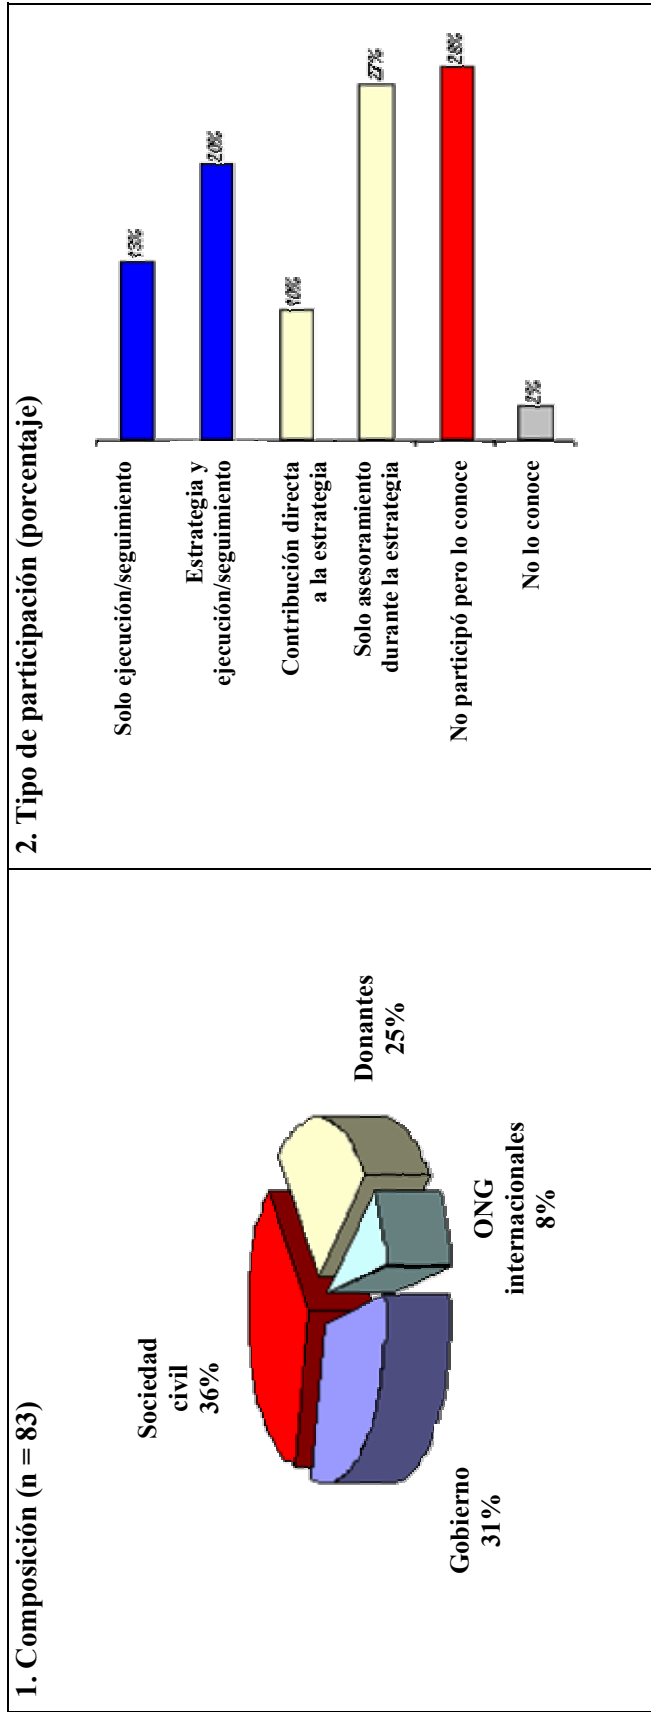 1. Composición (n = 83)
Sociedad
civil
36%
Donantes
25%
ONG
internacionales
8%
Gobierno
31%
2. Tipo de participación (porcentaje)
Solo ejecución/seguimiento
13%
Estrategia y
ejecución/seguimiento
20%
Contribución directa
a la estrategia
10%
Solo asesoramiento
durante la estrategia
27%
No participó pero lo conoce
28%
No lo conoce
2%